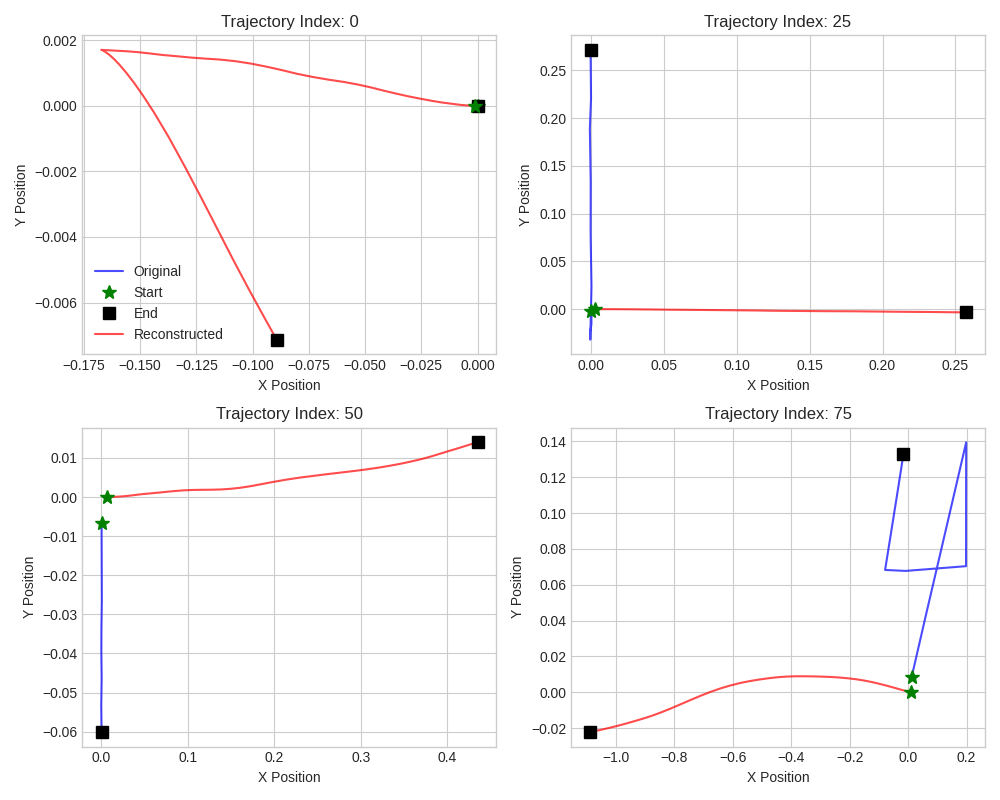 Trajectory Index: 0
0.002
0.000
−0.002
−0.004
−0.006
Y Position
Original
Start
End
Reconstructed
−0.175 −0.150 −0.125 −0.100 −0.075 −0.050 −0.025 0.000
X Position
Trajectory Index: 25
0.25
0.20
0.15
0.10
0.05
0.00
Y Position
0.00 0.05 0.10 0.15 0.20 0.25
X Position
Trajectory Index: 50
0.01
0.00
−0.01
−0.02
−0.03
−0.04
−0.05
−0.06
Y Position
0.0 0.1 0.2 0.3 0.4
X Position
Trajectory Index: 75
0.14
0.12
0.10
0.08
0.06
0.04
0.02
0.00
−0.02
Y Position
−1.0 −0.8 −0.6 −0.4 −0.2 0.0 0.2
X Position